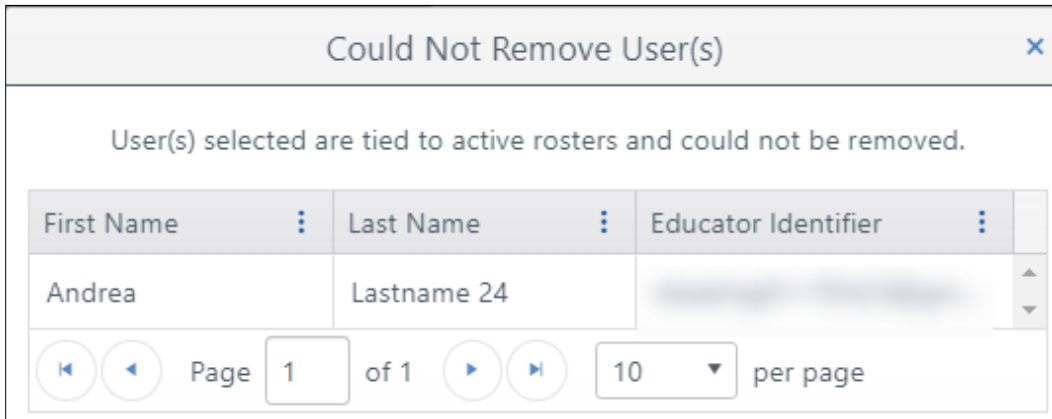 Could Not Remove User(s)
User(s) selected are tied to active rosters and could not be removed.
First Name Last Name Educator Identifier
Andrea Lastname 24
Page 1 of 1 10 per page